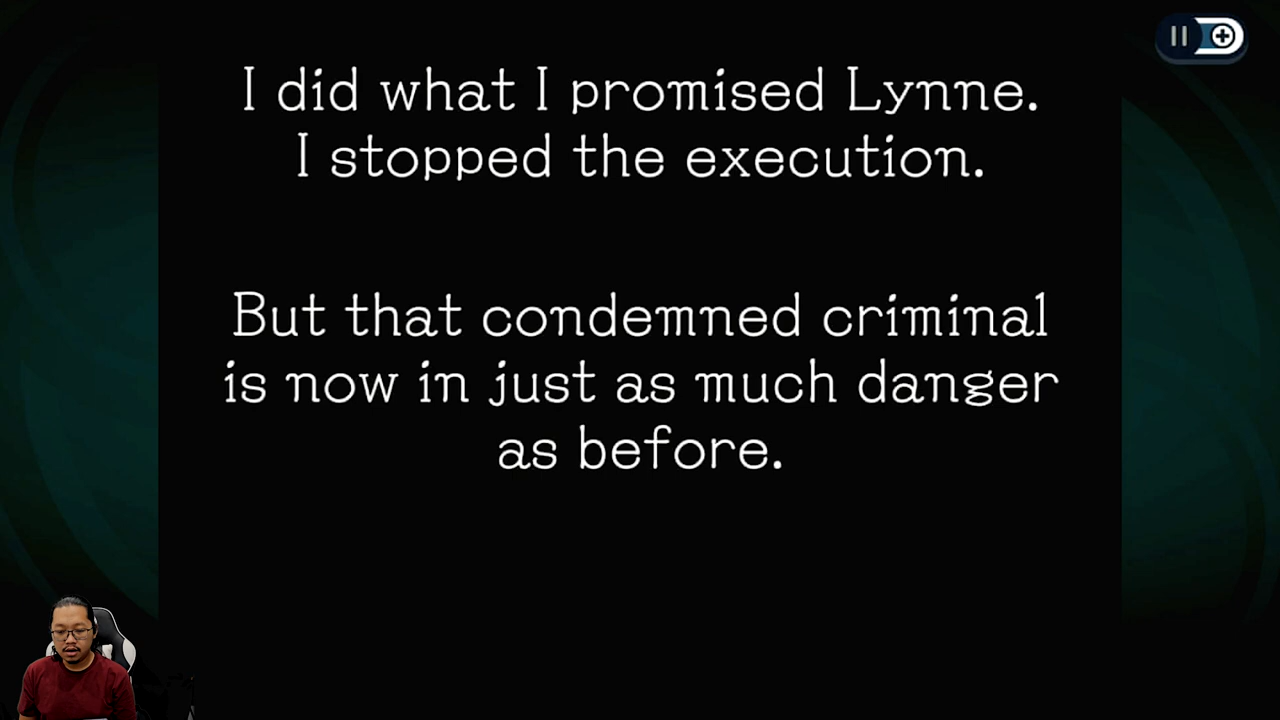 I did what I promised Lynne.
I stopped the execution.
But that condemned criminal
is now in just as much danger
as before.